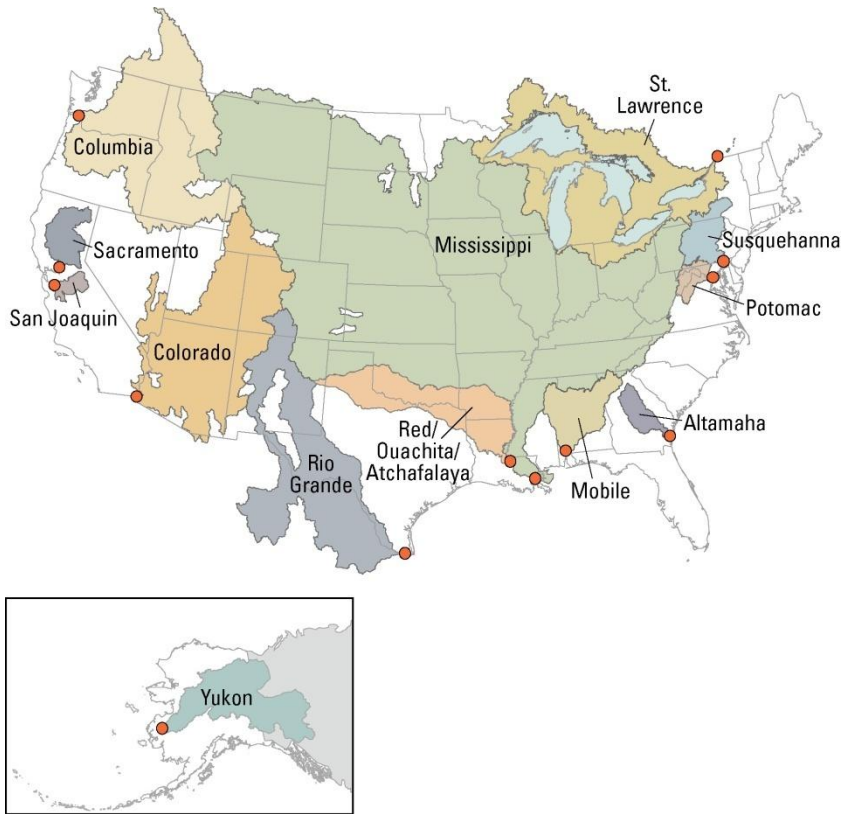 St.
Lawrence
Columbia
Sacramento
Mississippi
Susquehanna
San Joaquin
Potomac
Colorado
Altamaha
Red/
Ouachita/
Atchafalaya
Rio
Grande
Mobile
Yukon